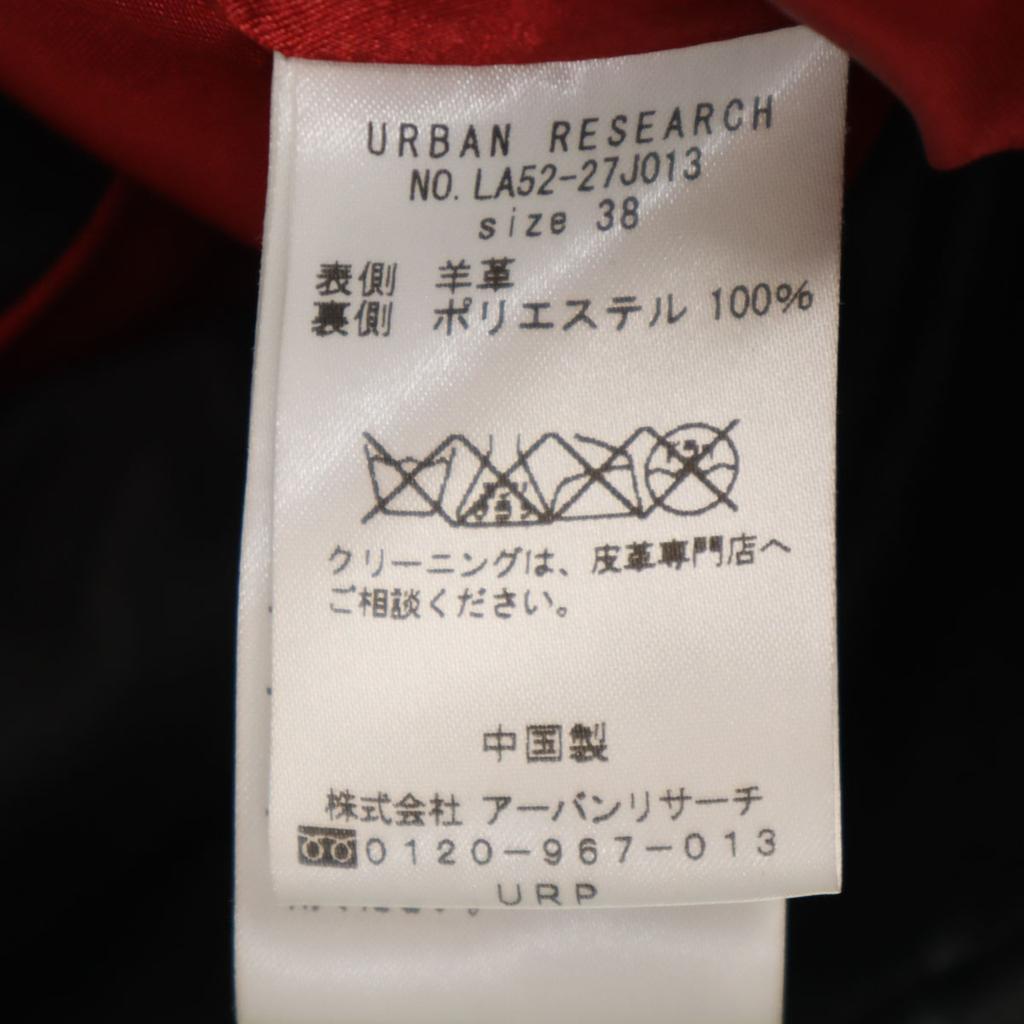 URBAN RESEARCH
NO. LA52-27J013
size 38
表側 羊革
裏側 ポリエステル 100%
クリーニングは、皮革専門店へ
ご相談ください。
中国製
株式会社 アーバンリサーチ
0120-967-013
URP